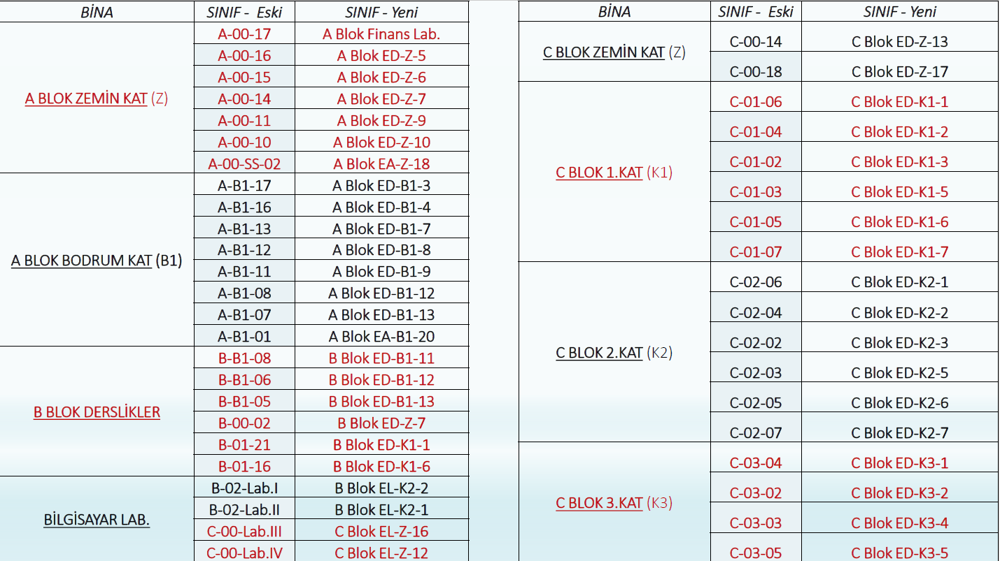 BİNA SINIF - Eski SINIF - Yeni
A BLOK ZEMİN KAT (Z)
A-00-17 A Blok Finans Lab.
A-00-16 A Blok ED-Z-5
A-00-15 A Blok ED-Z-6
A-00-14 A Blok ED-Z-7
A-00-11 A Blok ED-Z-9
A-00-10 A Blok ED-Z-10
A-00-SS-02 A Blok EA-Z-18
A BLOK BODRUM KAT (B1)
A-B1-17 A Blok ED-B1-3
A-B1-16 A Blok ED-B1-4
A-B1-13 A Blok ED-B1-7
A-B1-12 A Blok ED-B1-8
A-B1-11 A Blok ED-B1-9
A-B1-08 A Blok ED-B1-12
A-B1-07 A Blok ED-B1-13
A-B1-01 A Blok EA-B1-20
B BLOK DERSLİKLER
B-B1-08 B Blok ED-B1-11
B-B1-06 B Blok ED-B1-12
B-B1-05 B Blok ED-B1-13
B-00-02 B Blok ED-Z-7
B-01-21 B Blok ED-K1-1
B-01-16 B Blok ED-K1-6
BİLGİSAYAR LAB.
B-02-Lab.I B Blok EL-K2-2
B-02-Lab.II B Blok EL-K2-1
C-00-Lab.III C Blok EL-Z-16
C-00-Lab.IV C Blok EL-Z-12
BİNA SINIF - Eski SINIF - Yeni
C BLOK ZEMİN KAT (Z)
C-00-14 C Blok ED-Z-13
C-00-18 C Blok ED-Z-17
C BLOK 1.KAT (K1)
C-01-06 C Blok ED-K1-1
C-01-04 C Blok ED-K1-2
C-01-02 C Blok ED-K1-3
C-01-03 C Blok ED-K1-5
C-01-05 C Blok ED-K1-6
C-01-07 C Blok ED-K1-7
C BLOK 2.KAT (K2)
C-02-06 C Blok ED-K2-1
C-02-04 C Blok ED-K2-2
C-02-02 C Blok ED-K2-3
C-02-03 C Blok ED-K2-5
C-02-05 C Blok ED-K2-6
C-02-07 C Blok ED-K2-7
C BLOK 3.KAT (K3)
C-03-04 C Blok ED-K3-1
C-03-02 C Blok ED-K3-2
C-03-03 C Blok ED-K3-4
C-03-05 C Blok ED-K3-5